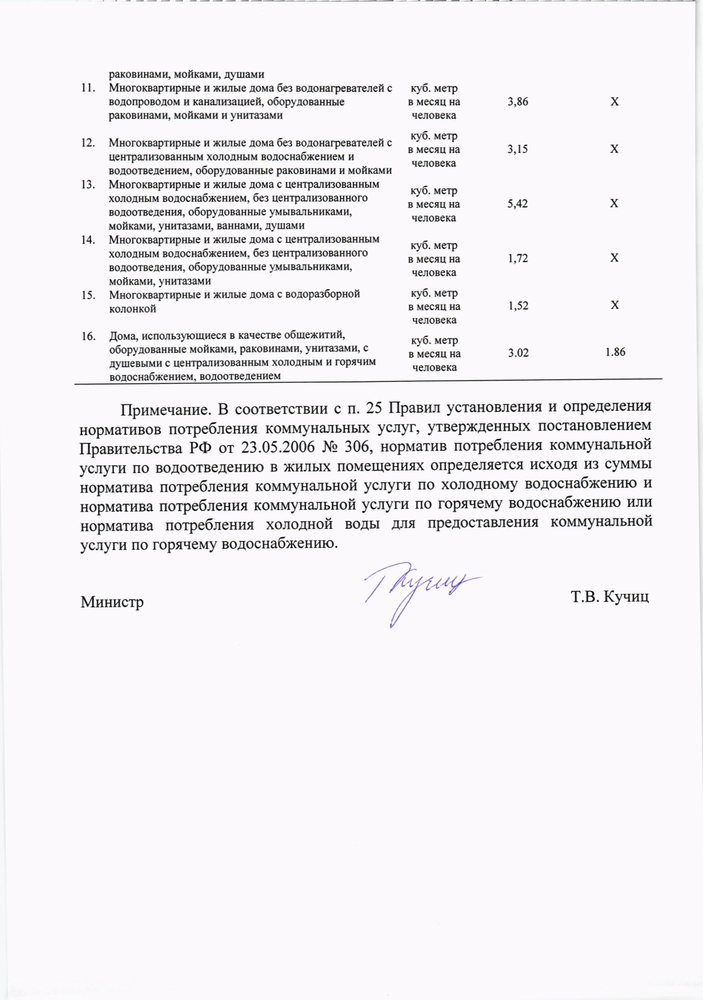 раковинами, мойками, душами
11. Многоквартирные и жилые дома без водонагревателей с куб. метр
водопроводом и канализацией, оборудованные в месяц на 3,86 X
раковинами, мойками и унитазами человека
куб. метр
12. Многоквартирные и жилые дома без водонагревателей с в месяц на 3,15 X
централизованным холодным водоснабжением и человека
водоотведением, оборудованные раковинами и мойками
13. Многоквартирные и жилые дома с централизованным куб. метр
холодным водоснабжением, без централизованного в месяц на 5,42 X
водоотведения, оборудованные умывальниками, человека
мойками, унитазами, ваннами, душами
14. Многоквартирные и жилые дома с централизованным куб. метр
холодным водоснабжением, без централизованного в месяц на 1,72 X
водоотведения, оборудованные умывальниками, человека
мойками, унитазами
15. Многоквартирные и жилые дома с водоразборной куб. метр
колонкой в месяц на 1,52 X
человека
16. Дома, использующиеся в качестве общежитий, куб. метр
оборудованные мойками, раковинами, унитазами, с в месяц на 3.02 1.86
душевыми с централизованным холодным и горячим человека
водоснабжением, водоотведением
Примечание. В соответствии с п. 25 Правил установления и определения
нормативов потребления коммунальных услуг, утвержденных постановлением
Правительства РФ от 23.05.2006 № 306, норматив потребления коммунальной
услуги по водоотведению в жилых помещениях определяется исходя из суммы
норматива потребления коммунальной услуги по холодному водоснабжению и
норматива потребления коммунальной услуги по горячему водоснабжению или
норматива потребления холодной воды для предоставления коммунальной
услуги по горячему водоснабжению.
Министр Т.В. Кучиц